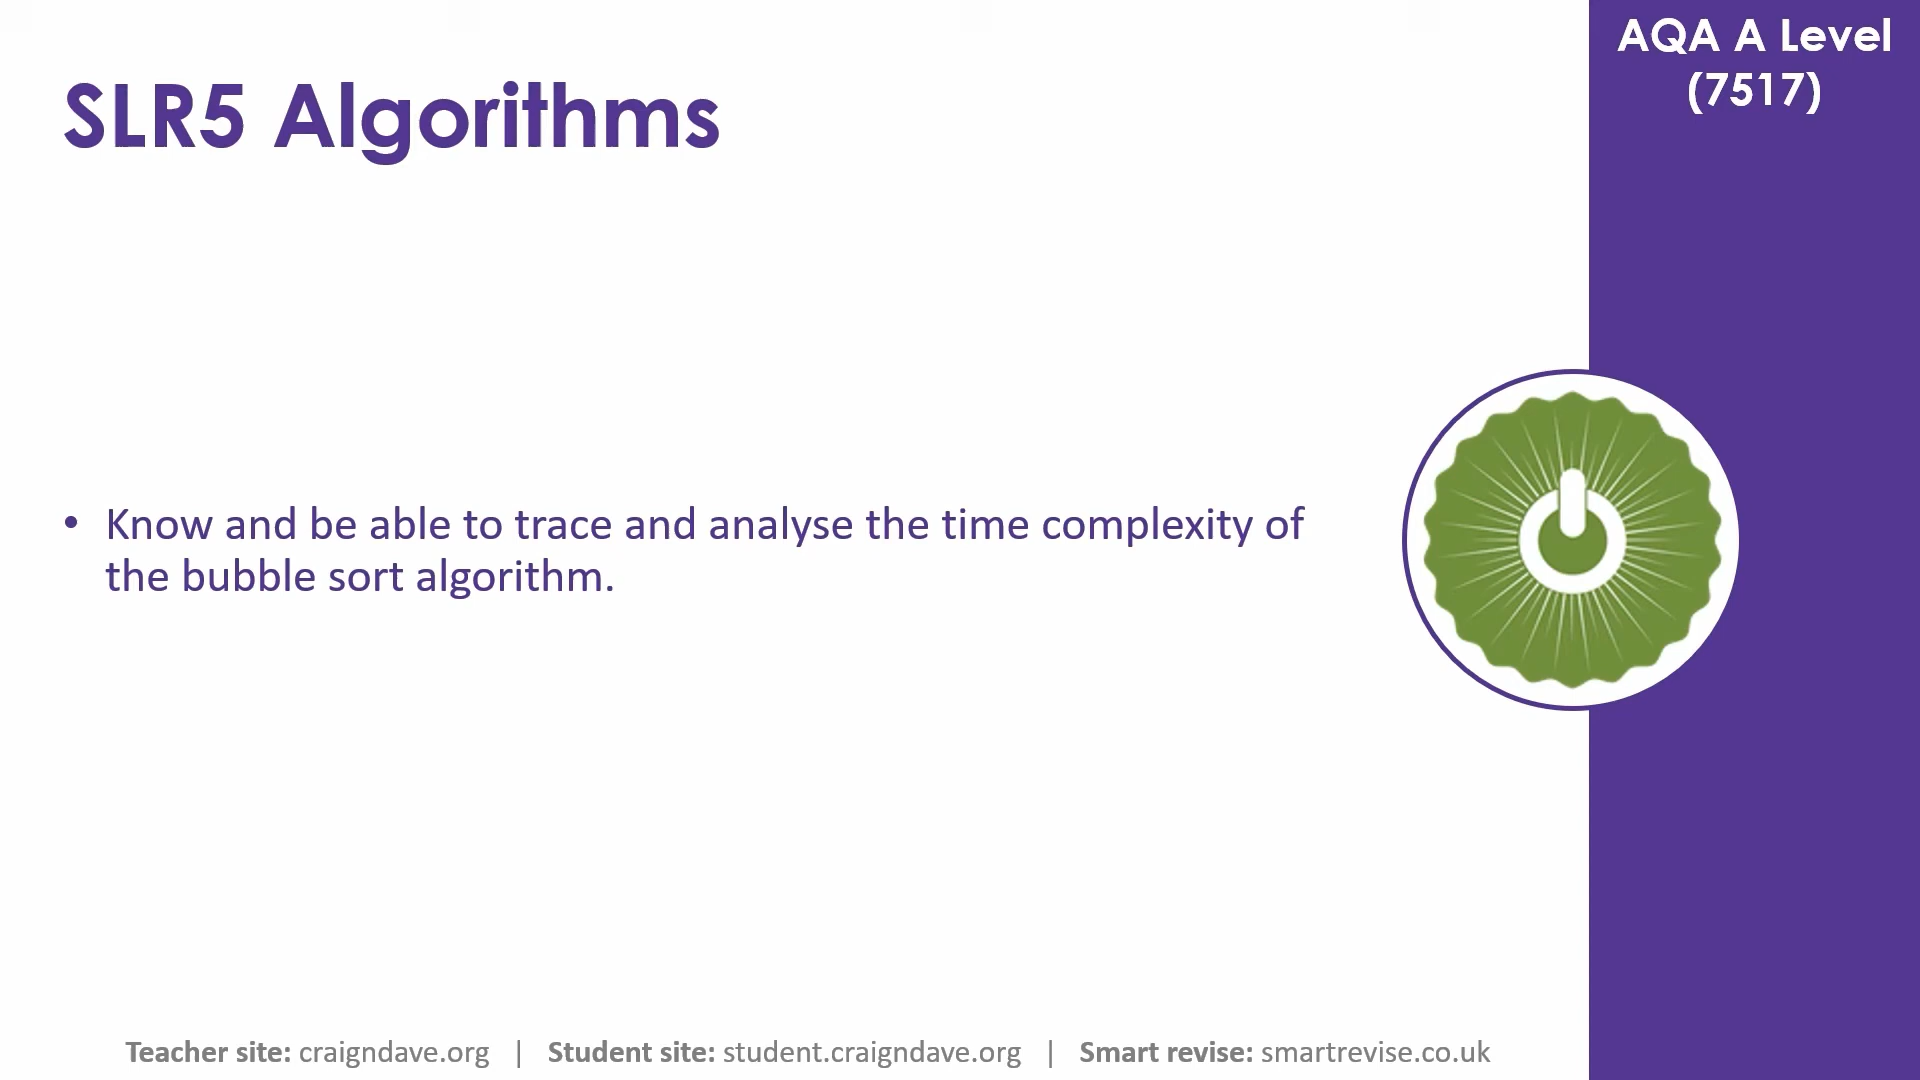 AQA A Level
(7517)
SLR5 Algorithms
• Know and be able to trace and analyse the time complexity of
the bubble sort algorithm.
Teacher site: craigndave.org | Student site: student.craigndave.org | Smart revise: smartrevise.co.uk